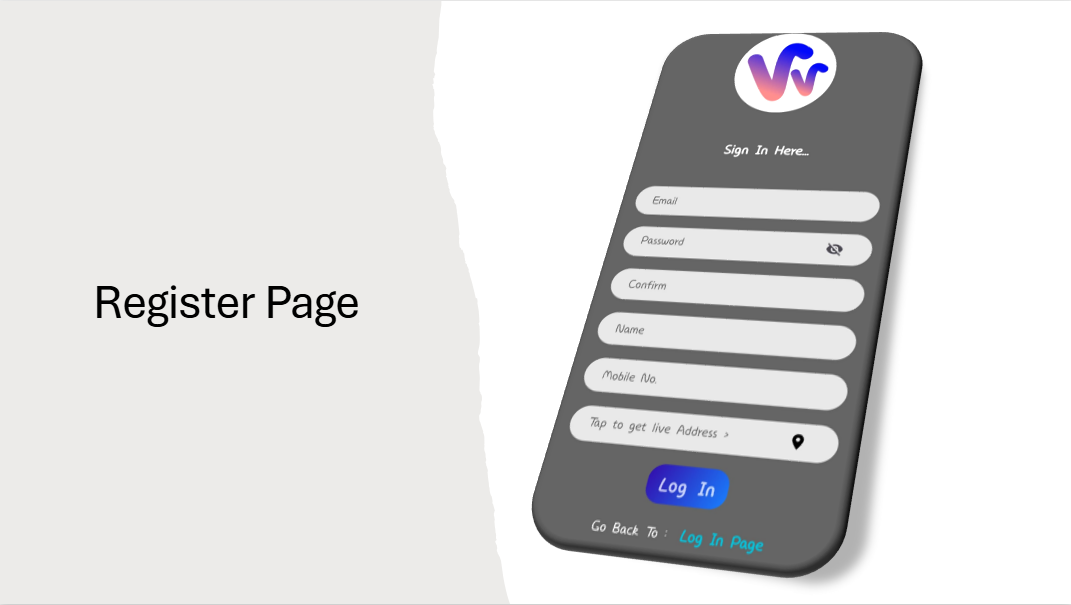 Register Page
Vr
Sign In Here...
Email
Password
Confirm
Name
Mobile No.
Tap to get live Address >
Log In
Go Back To : Log In Page